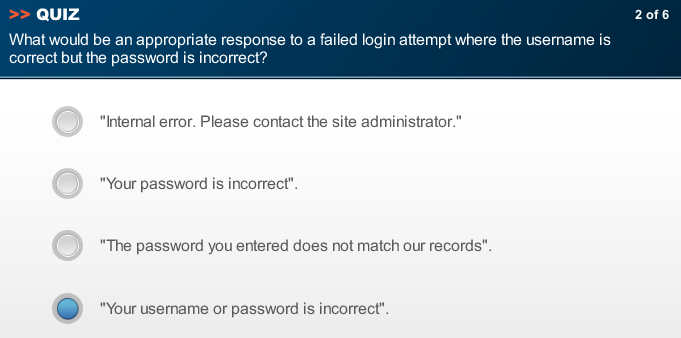 >> QUIZ 2 of 6
What would be an appropriate response to a failed login attempt where the username is
correct but the password is incorrect?
"Internal error. Please contact the site administrator."
"Your password is incorrect".
"The password you entered does not match our records".
"Your username or password is incorrect".